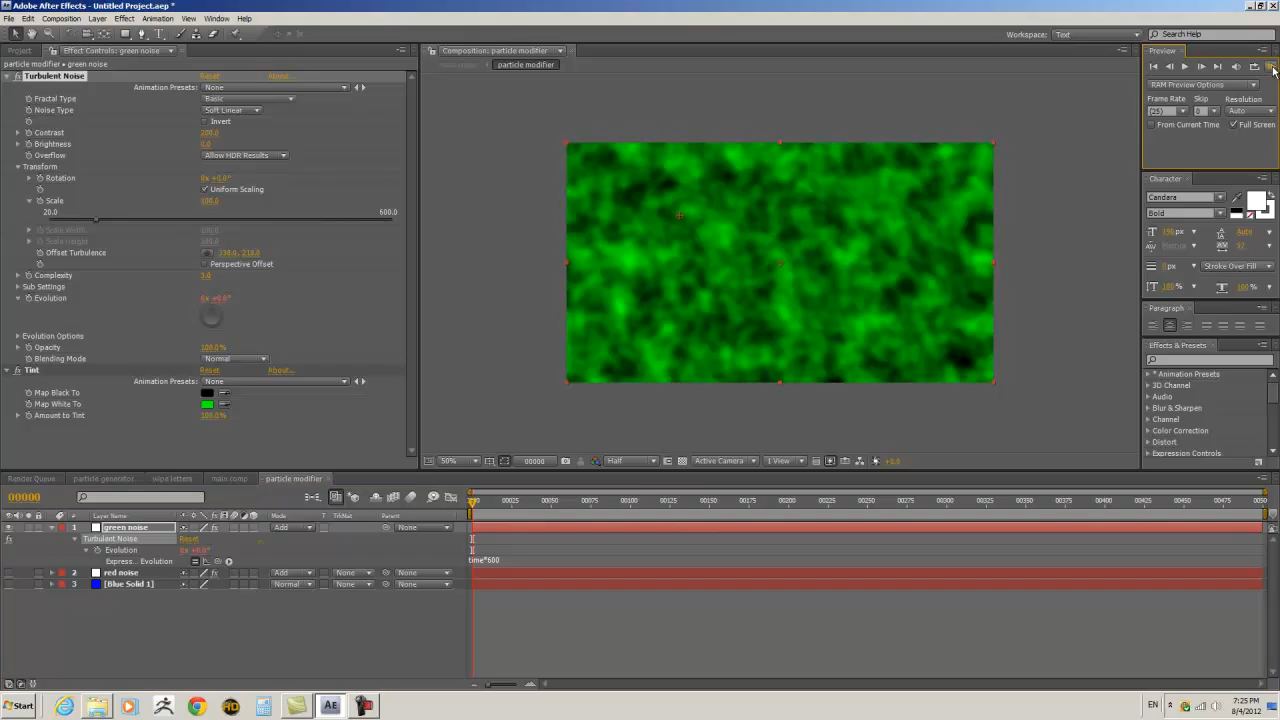 Adobe After Effects - Untitled Project.aep *
File Edit Composition Layer Effect Animation View Window Help
Workspace: Text Search Help
Project Effect Controls: green noise
particle modifier • green noise
Turbulent Noise Reset
Animation Presets: None
Fractal Type Basic
Noise Type Soft Linear
Invert
Contrast 200.0
Brightness
Overflow Allow HDR Results
Transform
Rotation 0x +0.0°
Uniform Scaling
Scale 100.0
20.0 600.0
Scale Width 100.0
Scale Height 100.0
Offset Turbulence
Perspective Offset
Complexity 3.0
Sub Settings
Evolution 0x +0.0°
Evolution Options
Opacity 100.0%
Blending Mode Normal
Tint Reset About...
Animation Presets: None
Map Black To
Map White To
Amount to Tint 100.0%
Composition: particle modifier
main comp particle modifier
50% 00000 Half Active Camera 1 View +0.0
Preview
RAM Preview Options
Frame Rate Skip Resolution
(25) 0 Auto
From Current Time Full Screen
Character
Candara
Bold
198 px Auto
Metrics
px Stroke Over Fill
100 % 100 %
Paragraph
Effects & Presets
* Animation Presets
3D Channel
Audio
Blur & Sharpen
Channel
Color Correction
Distort
Expression Controls
Render Queue particle generator wipe letters main comp particle modifier
00000
# Layer Name Mode T TrkMat Parent
00025 00050 00075 00100 00125 00150 00175 00200 00225 00250 00275 00300 00325 00350 00375 00400 00425 00450 00475
1 green noise Add None
Turbulent Noise Reset
Evolution 0x +0.0°
Express... Evolution time*600
2 red noise Add None None
3 [Blue Solid 1] Normal None None
Start HD Ae EN 7:25 PM
8/4/2012